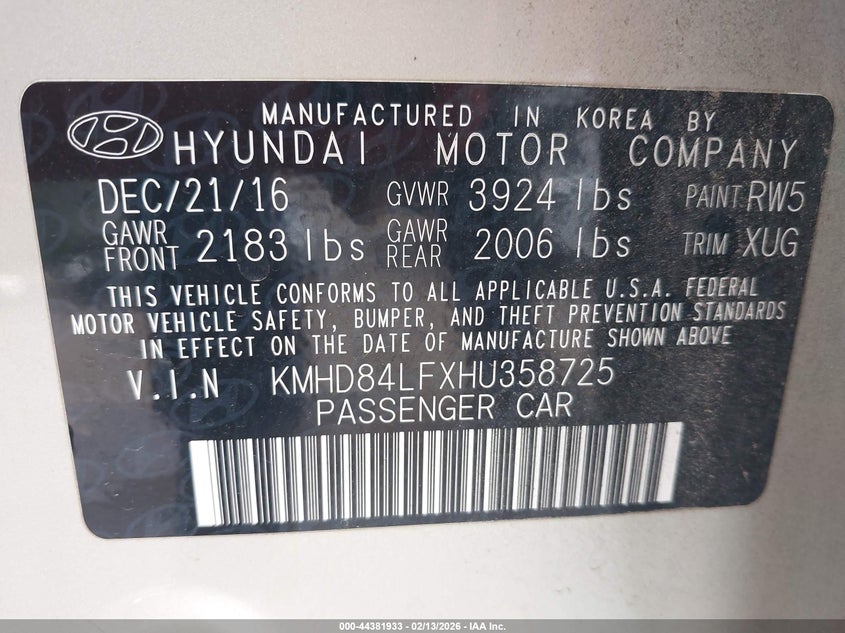 MANUFACTURED IN KOREA BY
HYUNDAI MOTOR COMPANY
DEC/21/16 GVWR 3924 lbs PAINT RW5
GAWR FRONT 2183 lbs GAWR REAR 2006 lbs TRIM XUG
THIS VEHICLE CONFORMS TO ALL APPLICABLE U.S.A. FEDERAL
MOTOR VEHICLE SAFETY, BUMPER, AND THEFT PREVENTION STANDARDS
IN EFFECT ON THE DATE OF MANUFACTURE SHOWN ABOVE
V.I.N KMHD84LFXHU358725
PASSENGER CAR
000-44381933 - 02/13/2026 - IAA Inc.